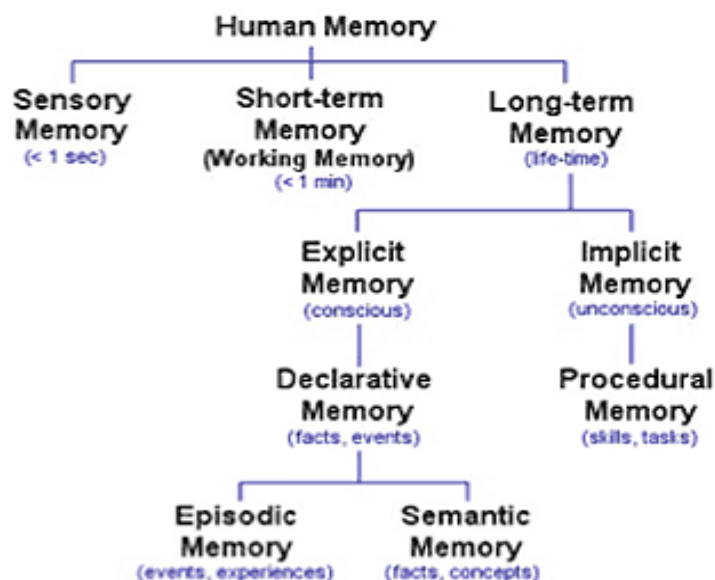 Human Memory
Sensory
Memory
(< 1 sec)
Short-term
Memory
(Working Memory)
(< 1 min)
Long-term
Memory
(life-time)
Explicit
Memory
(conscious)
Implicit
Memory
(unconscious)
Declarative
Memory
(facts, events)
Procedural
Memory
(skills, tasks)
Episodic
Memory
(events, experiences)
Semantic
Memory
(facts, concepts)